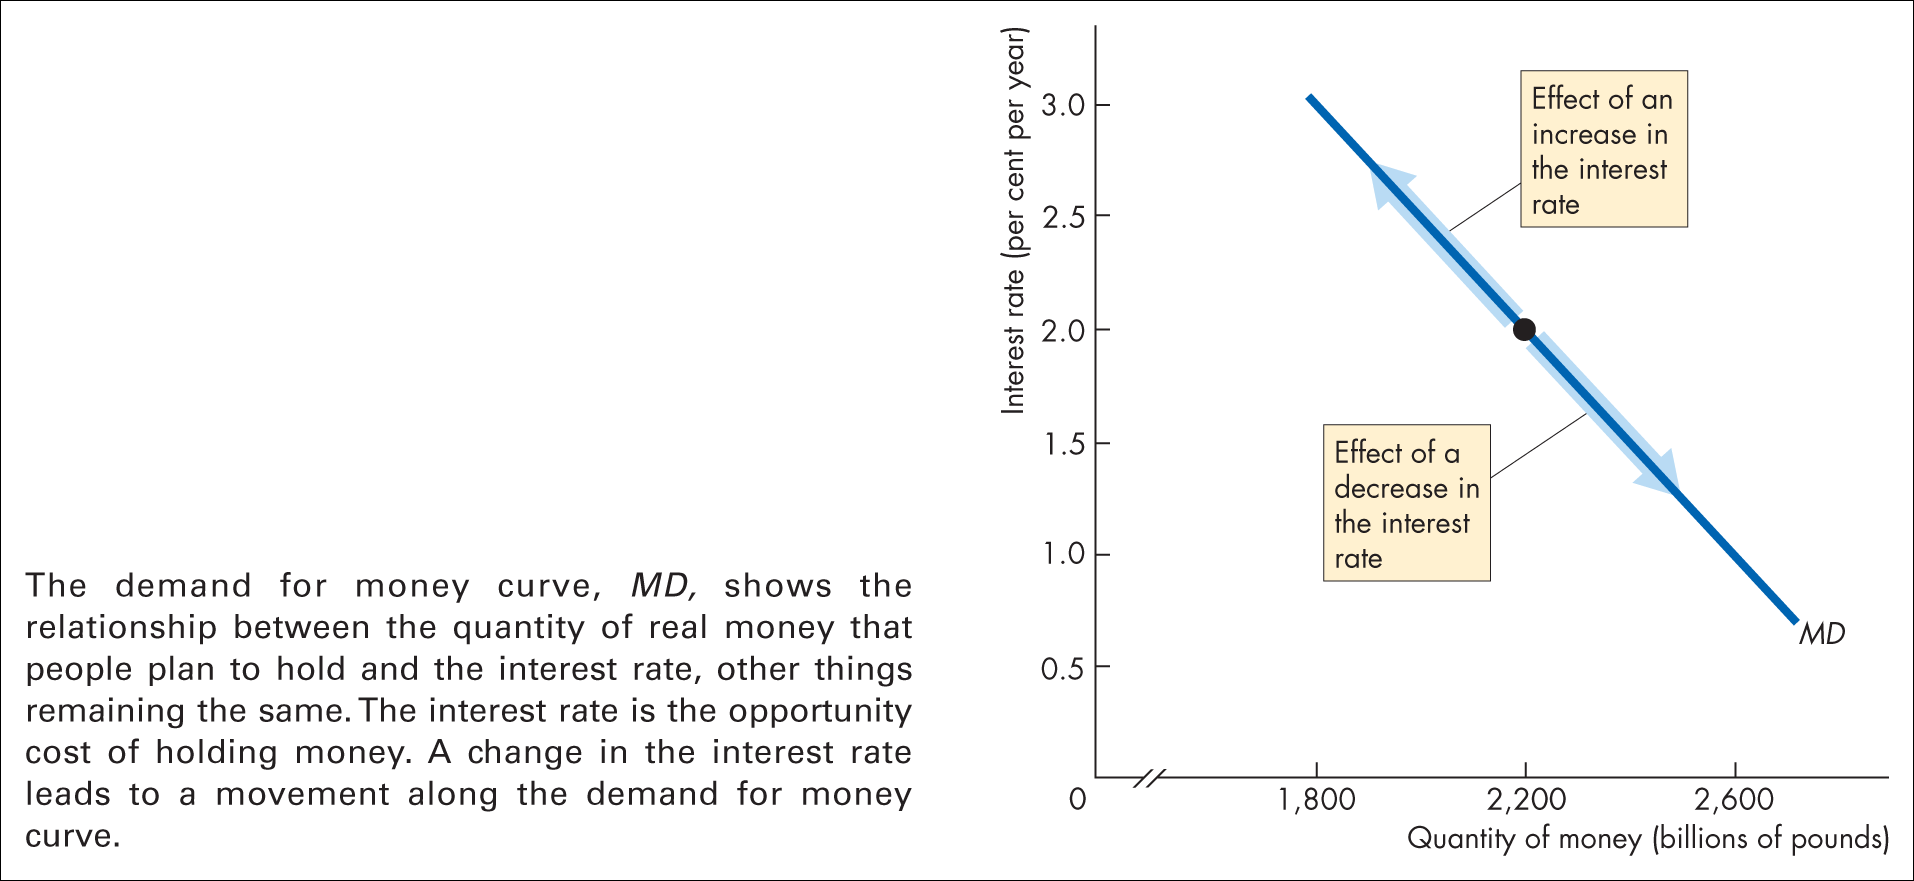 The demand for money curve, MD, shows the
relationship between the quantity of real money that
people plan to hold and the interest rate, other things
remaining the same. The interest rate is the opportunity
cost of holding money. A change in the interest rate
leads to a movement along the demand for money
curve.
Interest rate (per cent per year)
3.0
2.5
2.0
1.5
1.0
0.5
0
Effect of an
increase in
the interest
rate
Effect of a
decrease in
the interest
rate
MD
1,800
2,200
2,600
Quantity of money (billions of pounds)